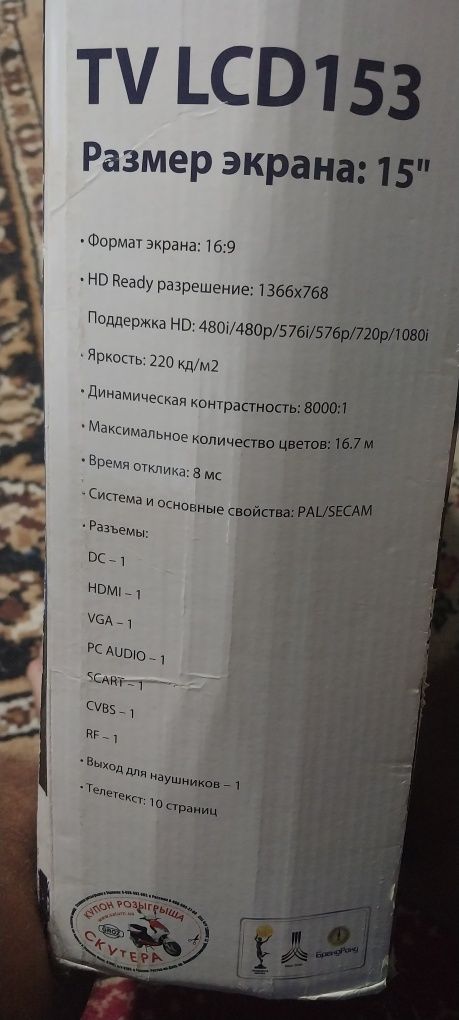 TV LCD153
Размер экрана: 15"
• Формат экрана: 16:9
• HD Ready разрешение: 1366x768
Поддержка HD: 480i/480p/576i/576p/720p/1080i
• Яркость: 220 кд/м2
• Динамическая контрастность: 8000:1
• Максимальное количество цветов: 16.7 м
• Время отклика: 8 мс
• Система и основные свойства: PAL/SECAM
• Разъемы:
DC – 1
HDMI – 1
VGA – 1
PC AUDIO – 1
SCART – 1
CVBS – 1
RF – 1
• Выход для наушников – 1
• Телетекст: 10 страниц
КУПОН РОЗЫГРЫША
СКУТЕРА
БрендРоку